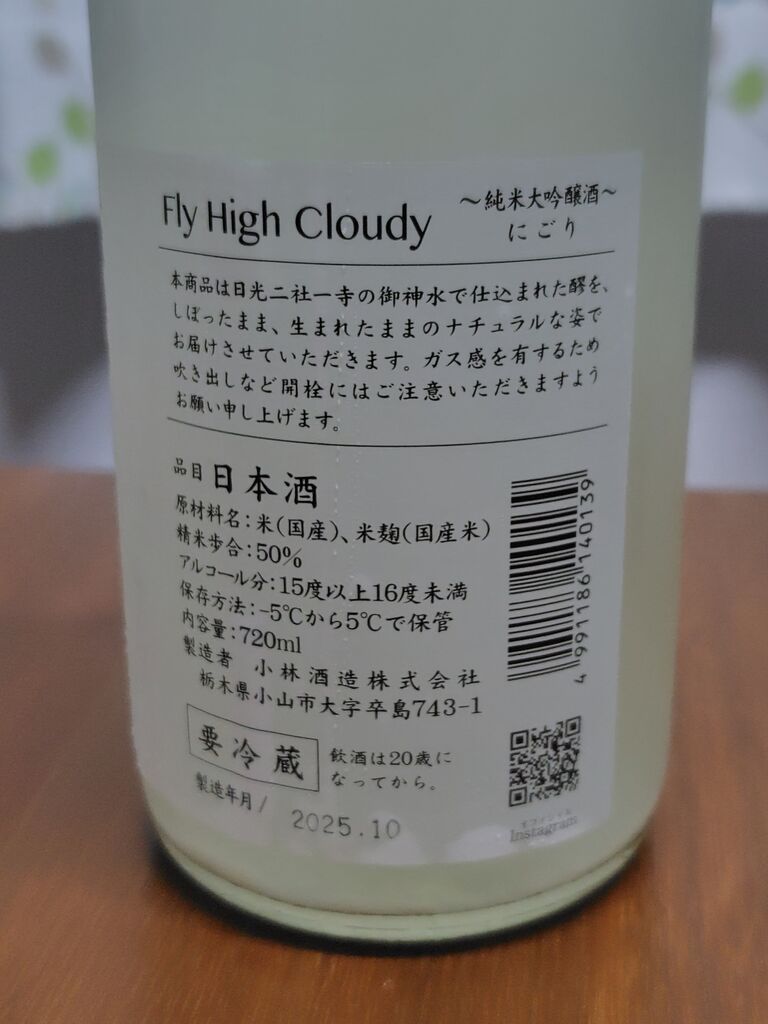 Fly High Cloudy
～純米大吟醸酒～
にごり
本商品は日光二社一寺の御神水で仕込まれた醪を、
しぼったまま、生まれたままのナチュラルな姿で
お届けさせていただきます。ガス感を有するため
吹き出しなど開栓にはご注意いただきますよう
お願い申し上げます。
品目 日本酒
原材料名：米（国産）、米麹（国産米）
精米歩合：50%
アルコール分：15度以上16度未満
保存方法：-5℃から5℃で保管
内容量：720ml
製造者 小林酒造株式会社
栃木県小山市大字卒島743-1
4 991186 140139
要冷蔵
飲酒は20歳に
なってから。
製造年月/ 2025.10
Instagram